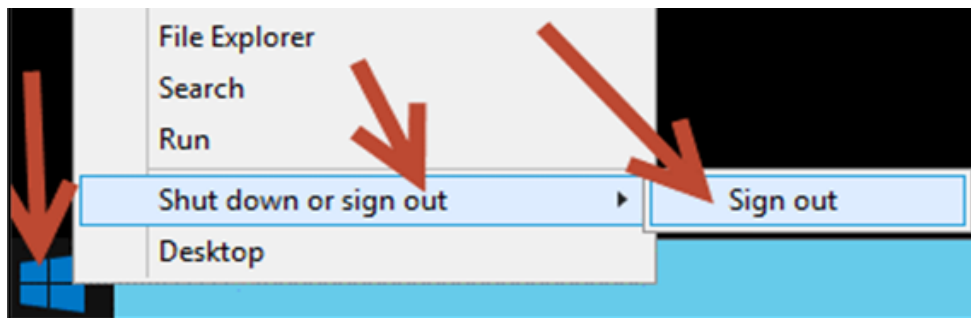 File Explorer
Search
Run
Shut down or sign out
Sign out
Desktop